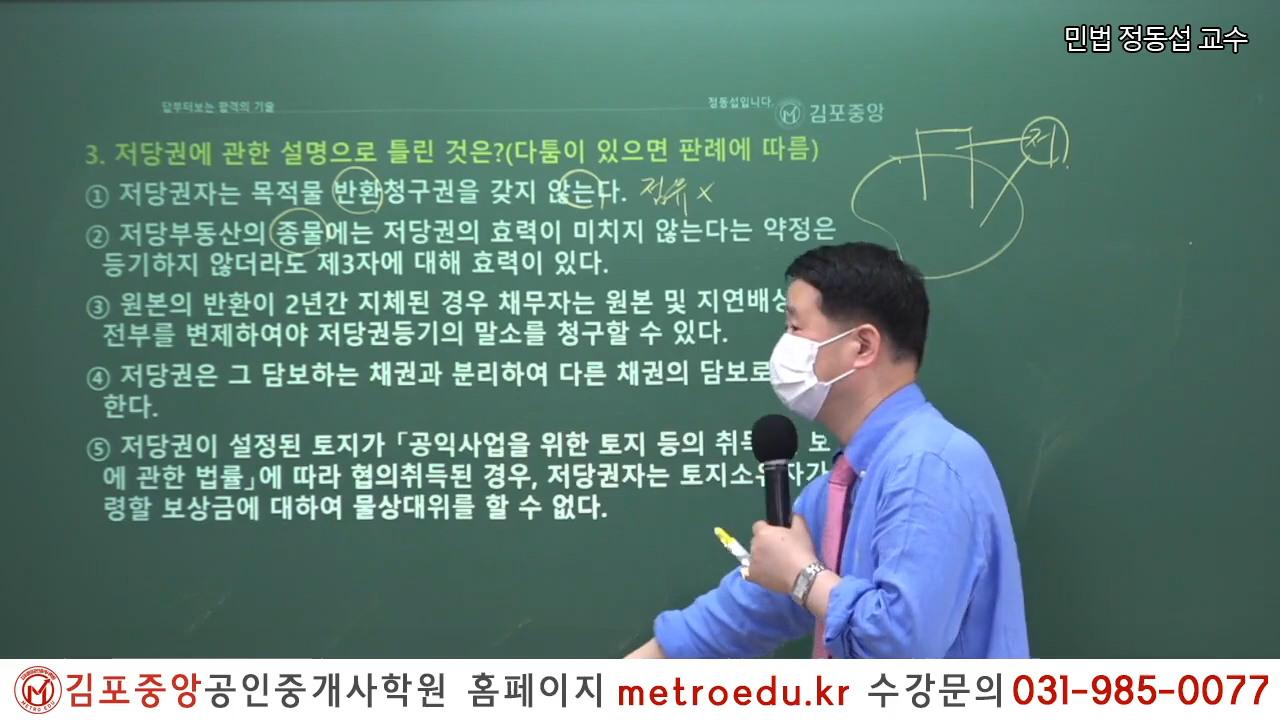 민법 정동섭 교수
답부터보는 합격의 기술
정동섭입니다.
김포중앙
3. 저당권에 관한 설명으로 틀린 것은?(다툼이 있으면 판례에 따름)
① 저당권자는 목적물 반환청구권을 갖지 않는다. 점유 x
저
② 저당부동산의 종물에는 저당권의 효력이 미치지 않는다는 약정은
등기하지 않더라도 제3자에 대해 효력이 있다.
③ 원본의 반환이 2년간 지체된 경우 채무자는 원본 및 지연배상
전부를 변제하여야 저당권등기의 말소를 청구할 수 있다.
④ 저당권은 그 담보하는 채권과 분리하여 다른 채권의 담보로
한다.
⑤ 저당권이 설정된 토지가 「공익사업을 위한 토지 등의 취득 보
에 관한 법률」에 따라 협의취득된 경우, 저당권자는 토지소유자가
령할 보상금에 대하여 물상대위를 할 수 없다.
김포중앙공인중개사학원 홈페이지 metroedu.kr 수강문의 031-985-0077